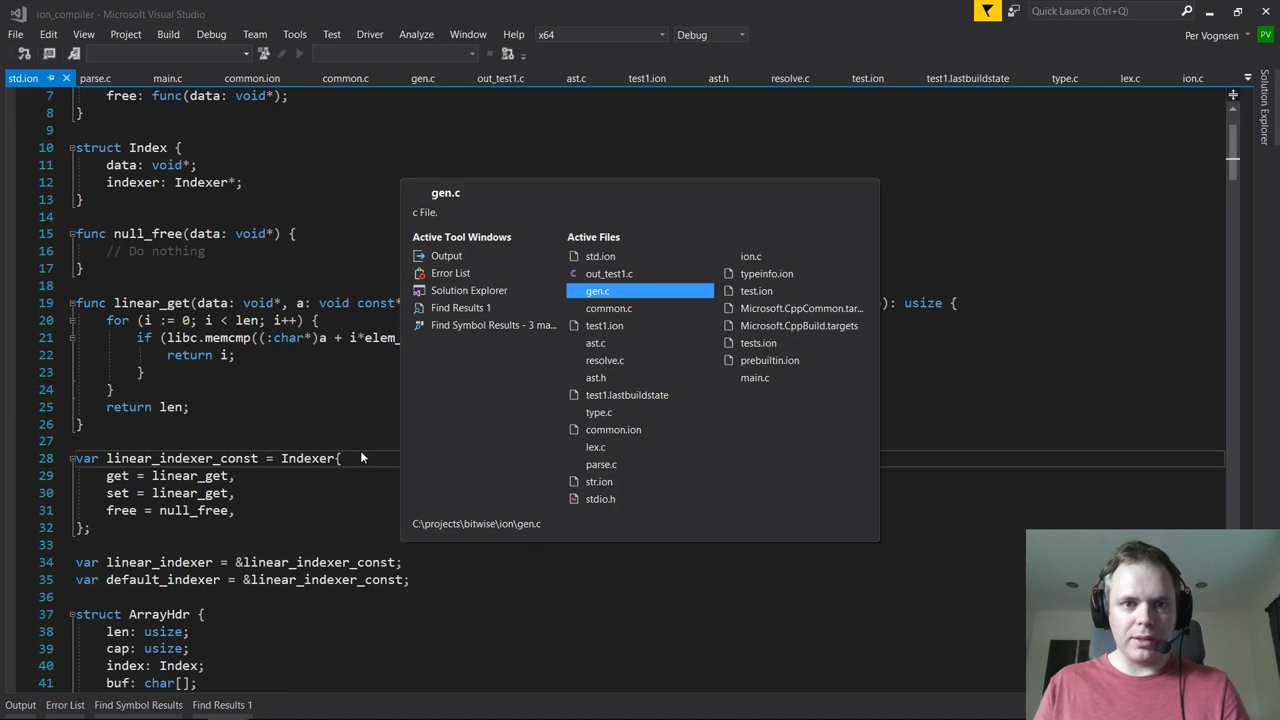 ion_compiler - Microsoft Visual Studio
Quick Launch (Ctrl+Q)
File Edit View Project Build Debug Team Tools Test Driver Analyze Window Help x64 Debug
Per Vognsen PV
std.ion parse.c main.c common.ion common.c gen.c out_test1.c ast.c test1.ion ast.h resolve.c test.ion test1.lastbuildstate type.c lex.c ion.c
Solution Explorer
7 free: func(data: void*);
8 }
9
10 struct Index {
11 data: void*;
12 indexer: Indexer*;
13 }
14
15 func null_free(data: void*) {
16 // Do nothing
17 }
18
19 func linear_get(data: void*, a: void const* ): usize {
20 for (i := 0; i < len; i++) {
21 if (libc.memcmp((:char*)a + i*elem_
22 return i;
23 }
24 }
25 return len;
26 }
27
28 var linear_indexer_const = Indexer{
29 get = linear_get,
30 set = linear_get,
31 free = null_free,
32 };
33
34 var linear_indexer = &linear_indexer_const;
35 var default_indexer = &linear_indexer_const;
36
37 struct ArrayHdr {
38 len: usize;
39 cap: usize;
40 index: Index;
41 buf: char[];
gen.c
c File.
Active Tool Windows
Output
Error List
Solution Explorer
Find Results 1
Find Symbol Results - 3 ma...
Active Files
std.ion
out_test1.c
gen.c
common.c
test1.ion
ast.c
resolve.c
ast.h
test1.lastbuildstate
type.c
common.ion
lex.c
parse.c
str.ion
stdio.h
ion.c
typeinfo.ion
test.ion
Microsoft.CppCommon.tar...
Microsoft.CppBuild.targets
tests.ion
prebuiltin.ion
main.c
C:\projects\bitwise\ion\gen.c
Output Error List Find Symbol Results Find Results 1